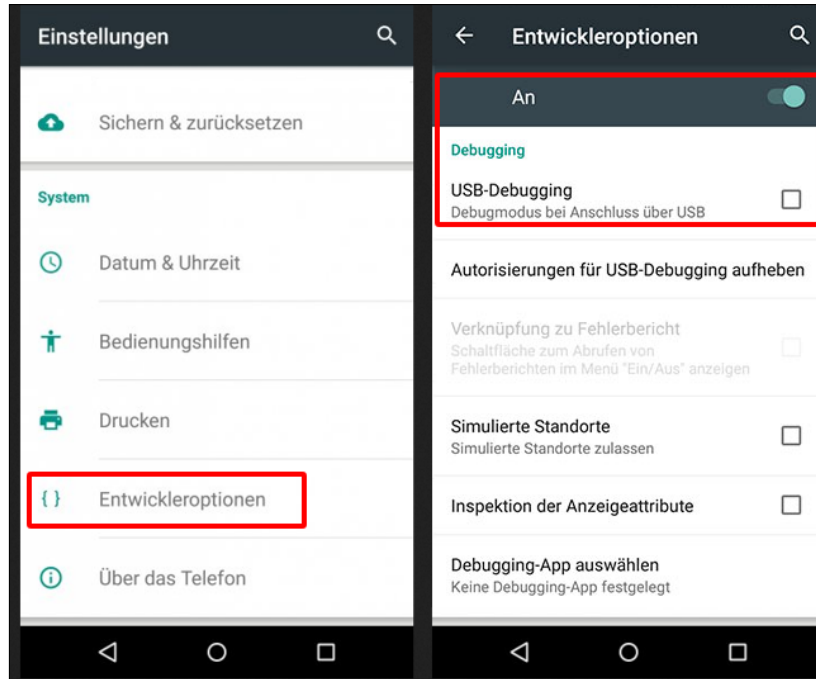 Einstellungen
Sichern & zurücksetzen
System
Datum & Uhrzeit
Bedienungshilfen
Drucken
{ } Entwickleroptionen
Über das Telefon
Entwickleroptionen
An
Debugging
USB-Debugging
Debugmodus bei Anschluss über USB
Autorisierungen für USB-Debugging aufheben
Verknüpfung zu Fehlerbericht
Schaltfläche zum Abrufen von
Fehlerberichten im Menü "Ein/Aus" anzeigen
Simulierte Standorte
Simulierte Standorte zulassen
Inspektion der Anzeigeattribute
Debugging-App auswählen
Keine Debugging-App festgelegt